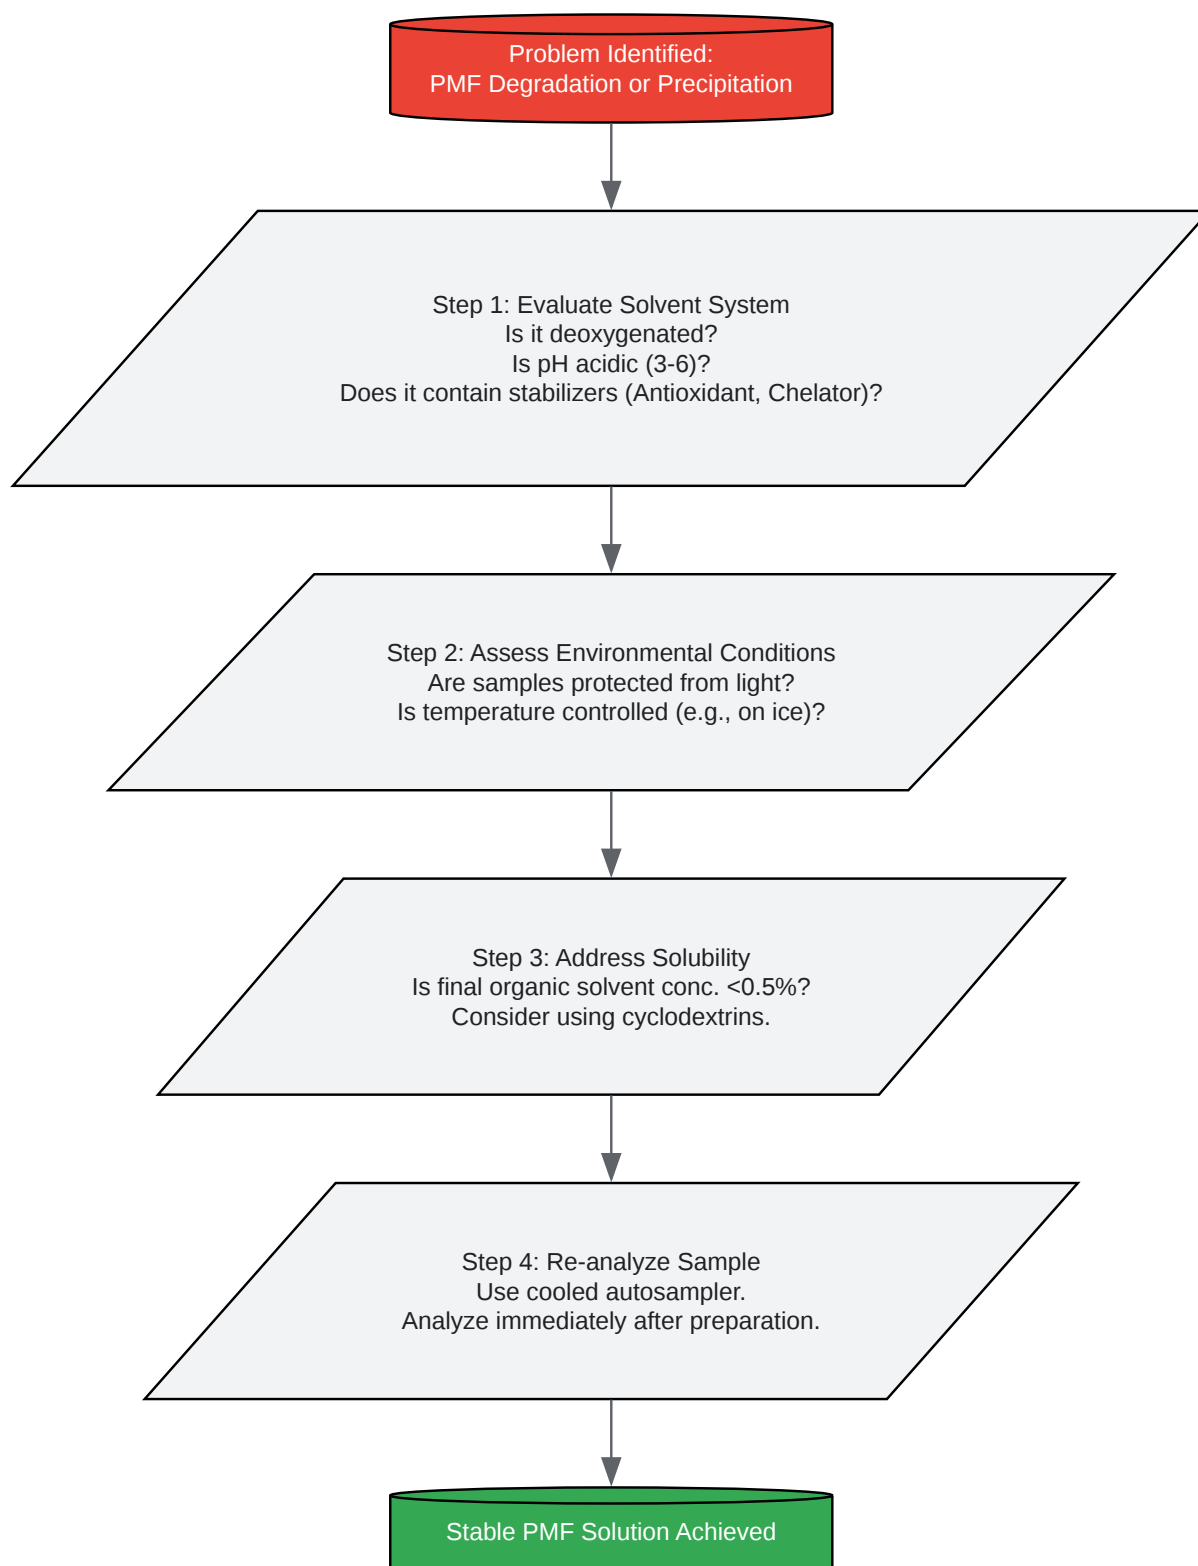 Problem Identified:
PMF Degradation or Precipitation
Step 1: Evaluate Solvent System
Is it deoxygenated?
Is pH acidic (3-6)?
Does it contain stabilizers (Antioxidant, Chelator)?
Step 2: Assess Environmental Conditions
Are samples protected from light?
Is temperature controlled (e.g., on ice)?
Step 3: Address Solubility
Is final organic solvent conc. <0.5%?
Consider using cyclodextrins.
Step 4: Re-analyze Sample
Use cooled autosampler.
Analyze immediately after preparation.
Stable PMF Solution Achieved